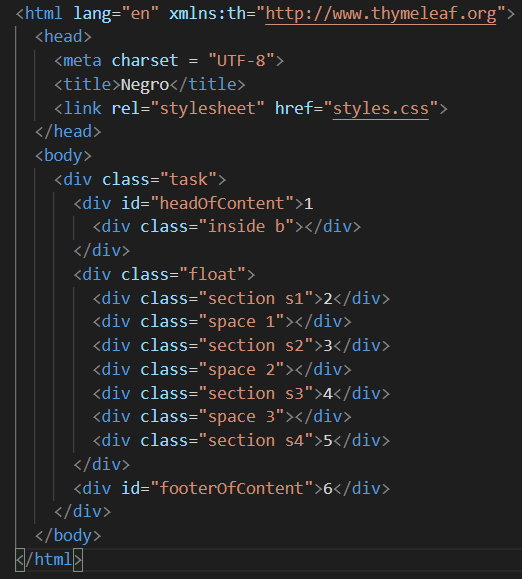 <html lang="en" xmlns:th="http://www.thymeleaf.org">
<head>
<meta charset = "UTF-8">
<title>Negro</title>
<link rel="stylesheet" href="styles.css">
</head>
<body>
<div class="task">
<div id="headOfContent">1
<div class="inside b"></div>
</div>
<div class="float">
<div class="section s1">2</div>
<div class="space 1"></div>
<div class="section s2">3</div>
<div class="space 2"></div>
<div class="section s3">4</div>
<div class="space 3"></div>
<div class="section s4">5</div>
</div>
<div id="footerOfContent">6</div>
</div>
</body>
</html>